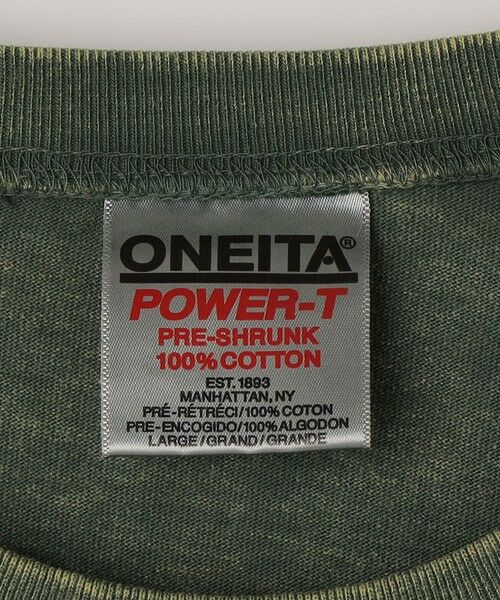 ONEITA®
POWER-T
PRE-SHRUNK
100% COTTON
EST. 1893
MANHATTAN, NY
PRÉ-RÉTRÉCI/100% COTON
PRE-ENCOGIDO/100% ALGODON
LARGE/GRAND/GRANDE